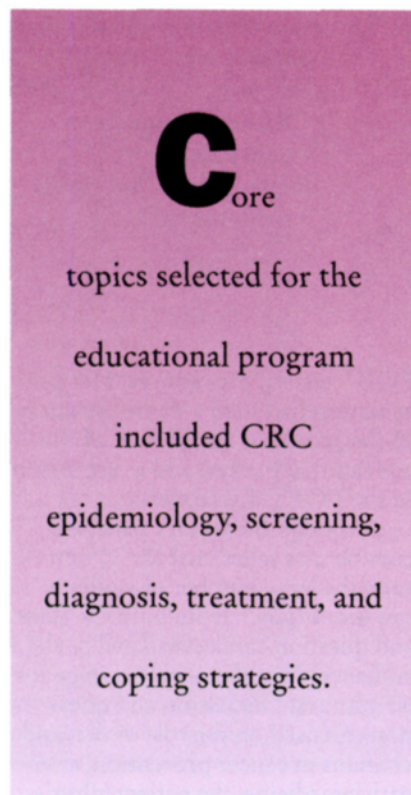 Core
topics selected for the
educational program
included CRC
epidemiology, screening,
diagnosis, treatment, and
coping strategies.